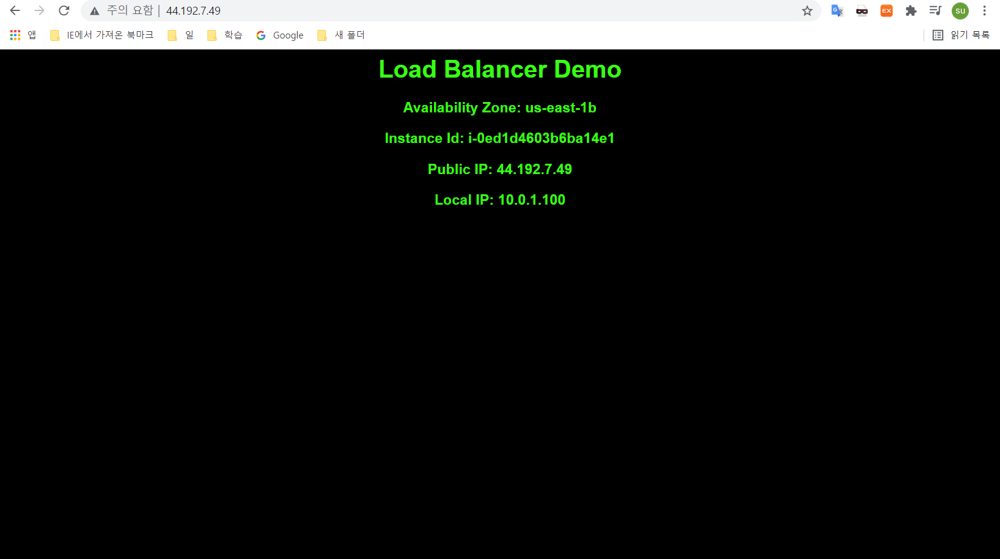 주의 요함 | 44.192.7.49
EX
su
앱 IE에서 가져온 북마크 일 학습 Google 새 폴더 읽기 목록
Load Balancer Demo
Availability Zone: us-east-1b
Instance Id: i-0ed1d4603b6ba14e1
Public IP: 44.192.7.49
Local IP: 10.0.1.100